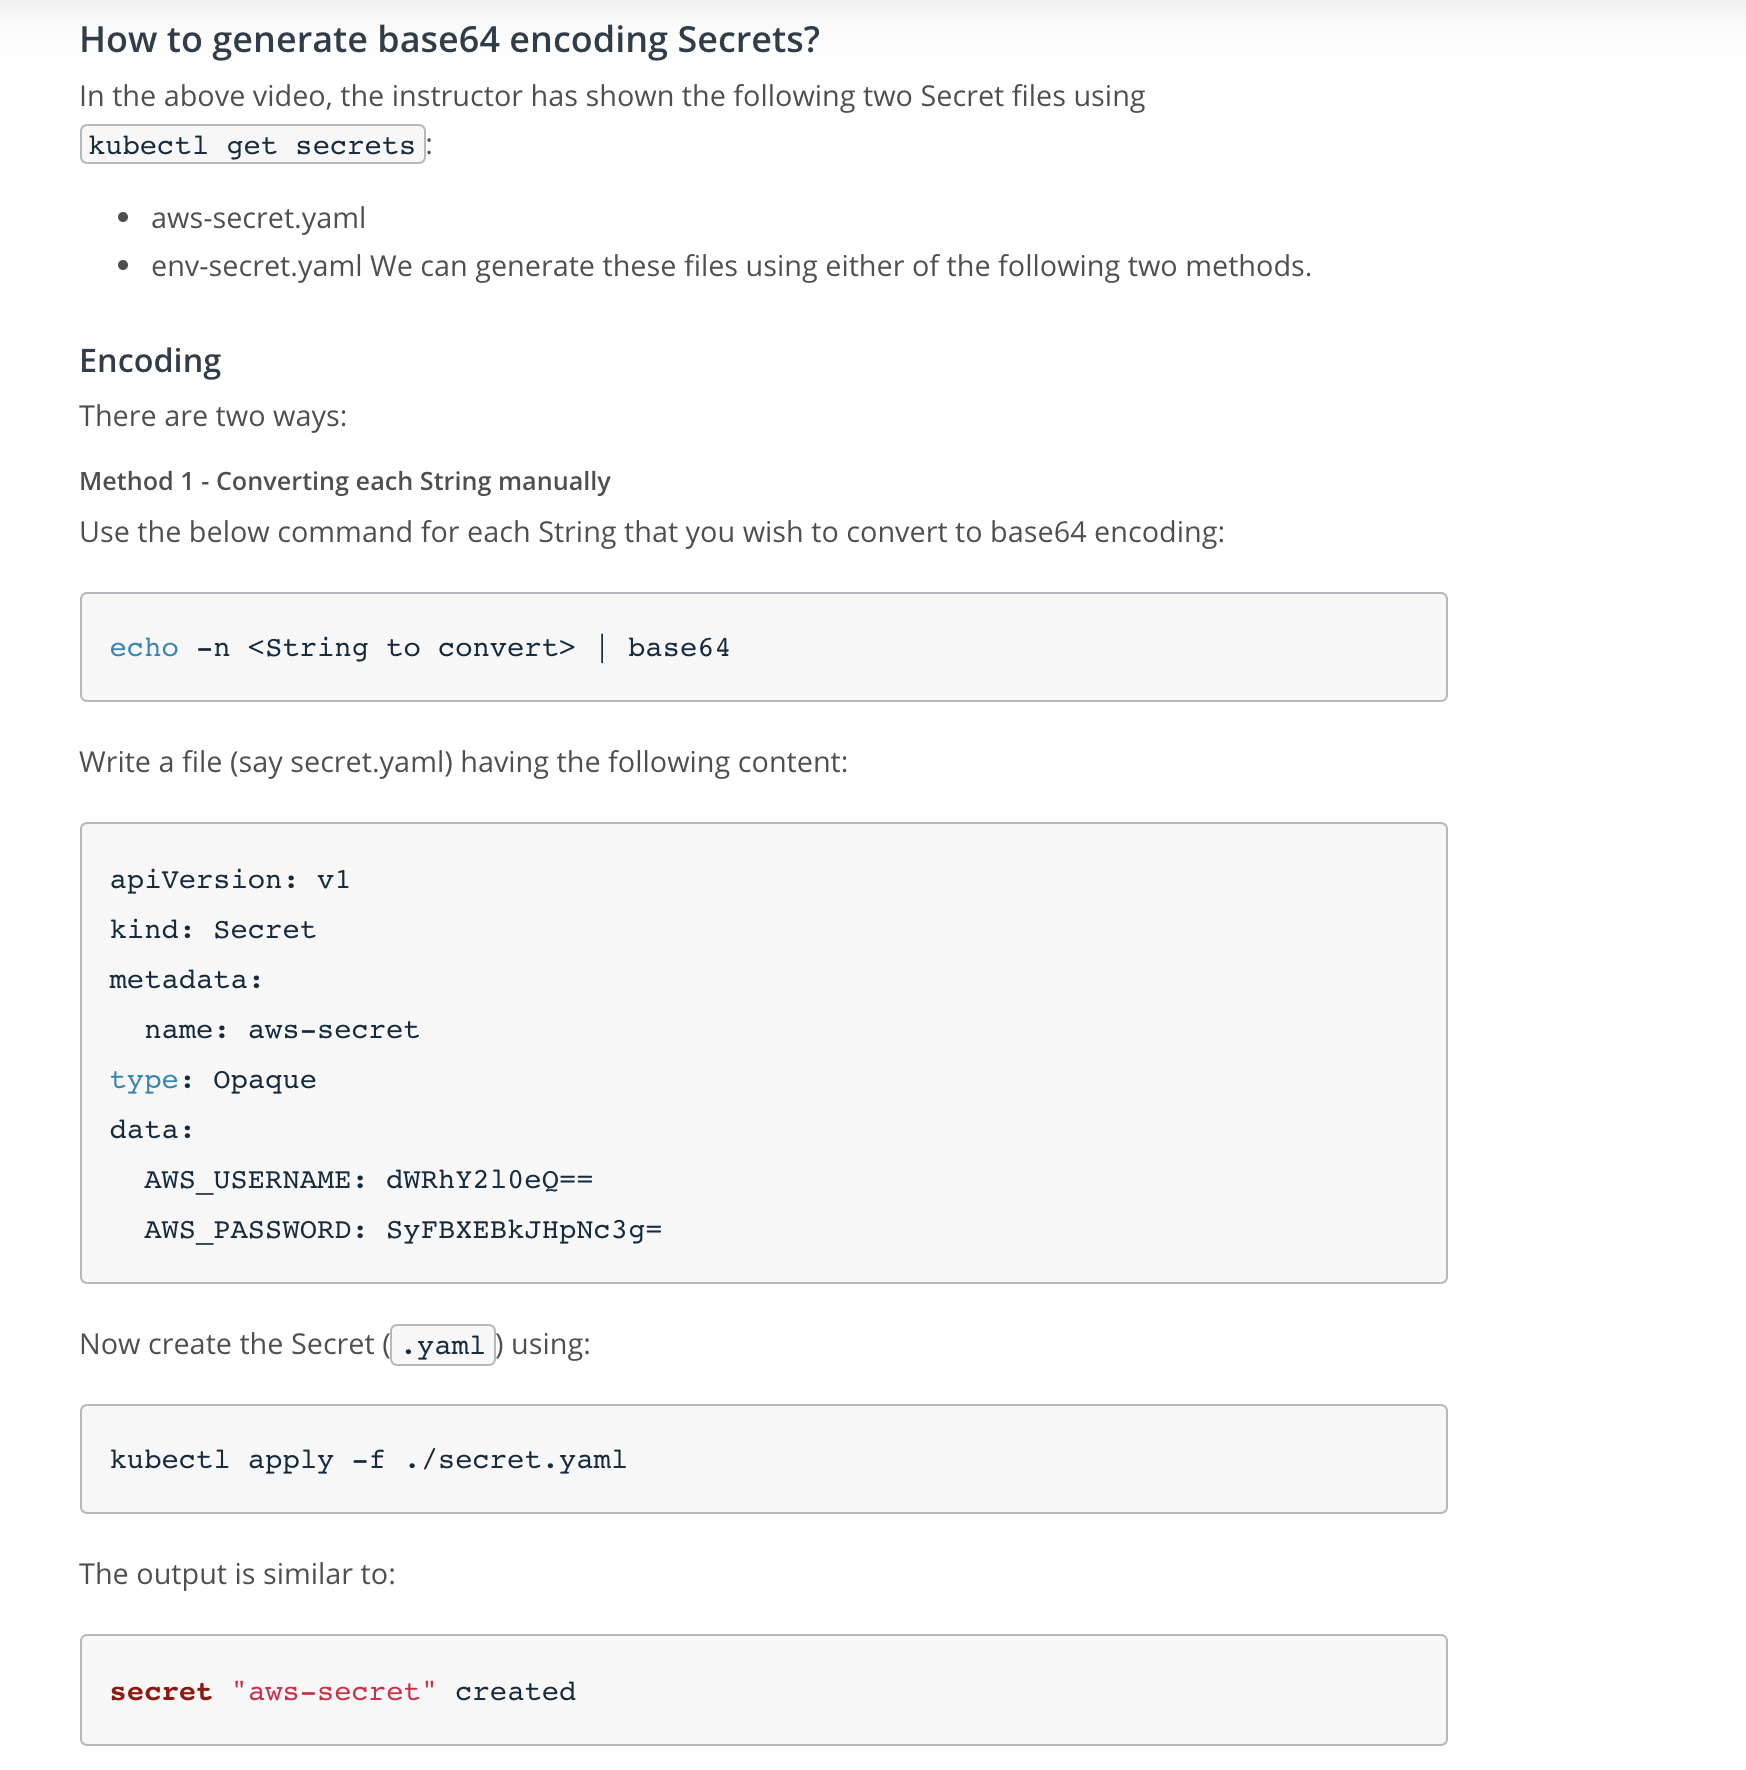 How to generate base64 encoding Secrets?
In the above video, the instructor has shown the following two Secret files using
kubectl get secrets:
• aws-secret.yaml
• env-secret.yaml We can generate these files using either of the following two methods.
Encoding
There are two ways:
Method 1 - Converting each String manually
Use the below command for each String that you wish to convert to base64 encoding:
echo -n <String to convert> | base64
Write a file (say secret.yaml) having the following content:
apiVersion: v1
kind: Secret
metadata:
  name: aws-secret
type: Opaque
data:
  AWS_USERNAME: dWRhY2l0eQ==
  AWS_PASSWORD: SyFBXEBkJHpNc3g=
Now create the Secret (.yaml) using:
kubectl apply -f ./secret.yaml
The output is similar to:
secret "aws-secret" created